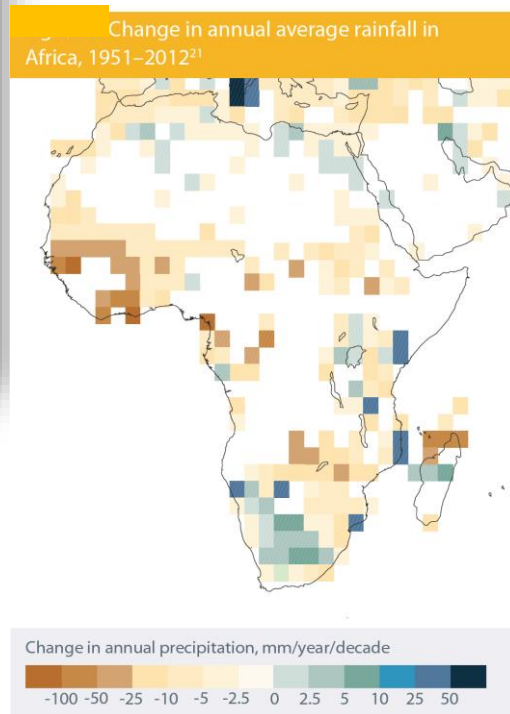 Change in annual average rainfall in
Africa, 1951–2012²¹
Change in annual precipitation, mm/year/decade
-100 -50 -25 -10 -5 -2.5 0 2.5 5 10 25 50